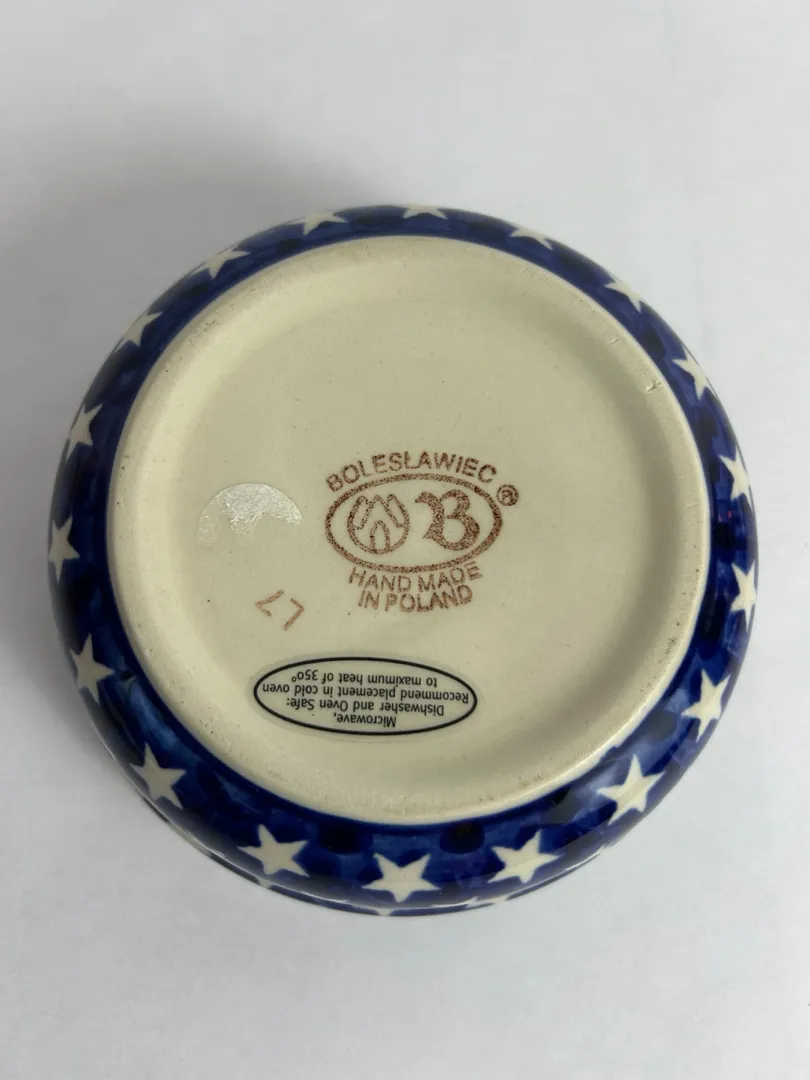 BOLESŁAWIEC
®
B
HAND MADE
IN POLAND
L7
Microwave,
Dishwasher and Oven Safe:
Recommend placement in cold oven
to maximum heat of 350°